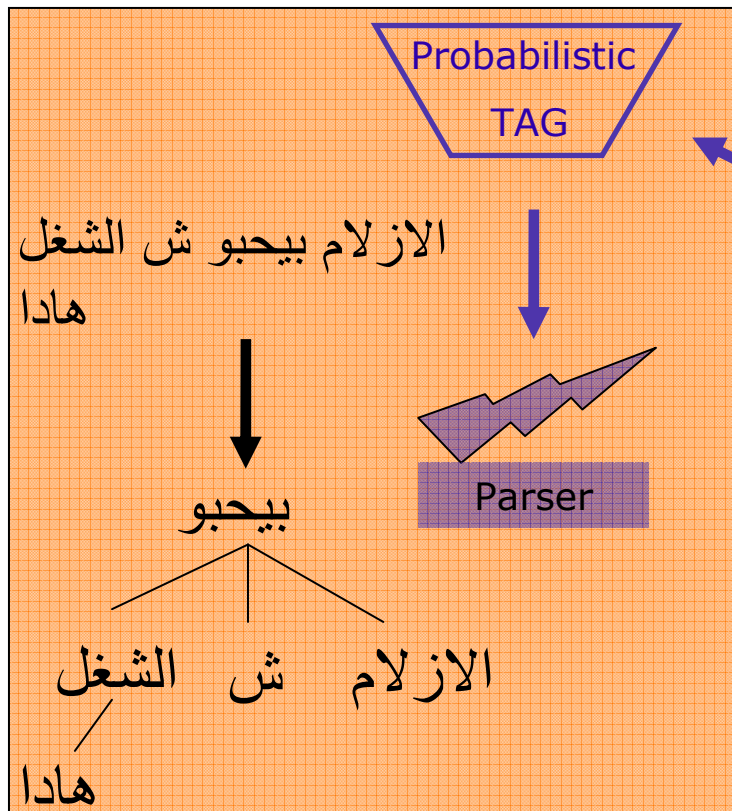 Probabilistic
TAG
الازلام بيحبو ش الشغل
هادا
Parser
بيحبو
الازلام ش الشغل
هادا